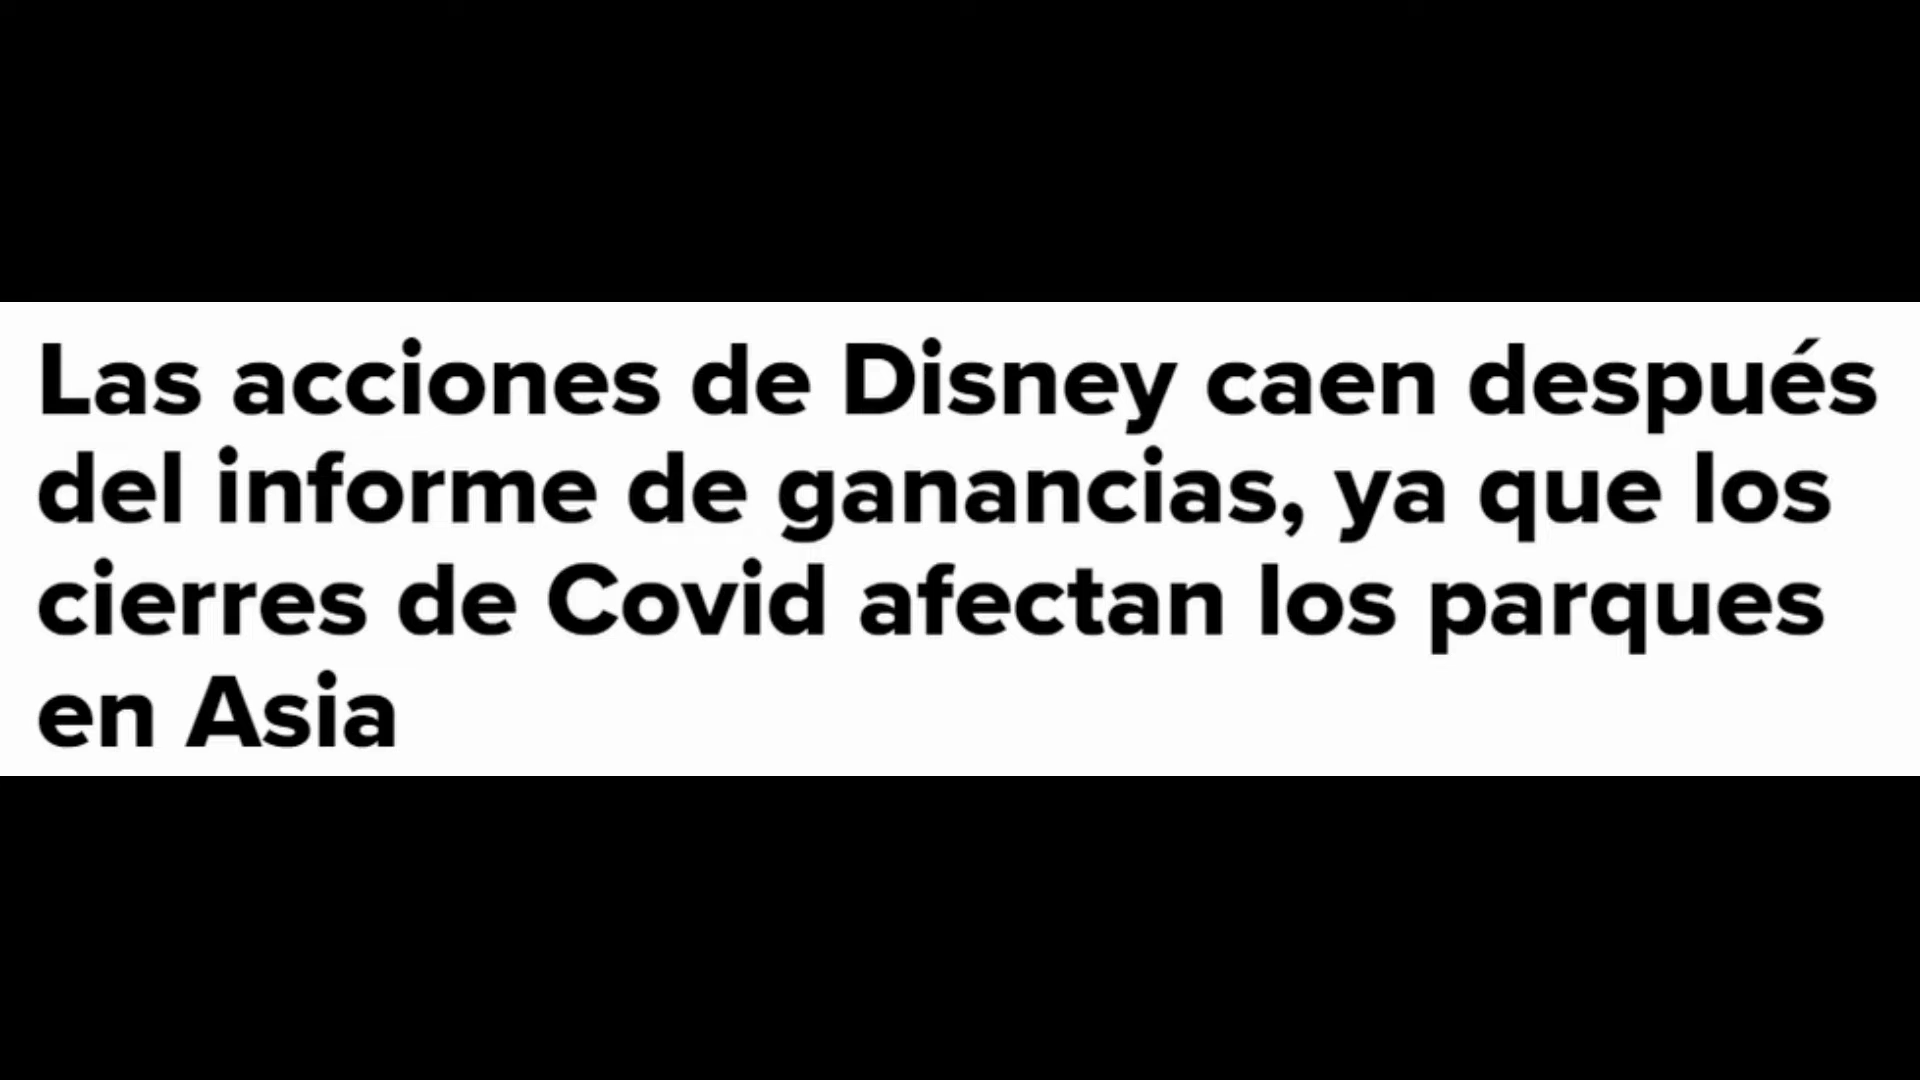 Las acciones de Disney caen después
del informe de ganancias, ya que los
cierres de Covid afectan los parques
en Asia